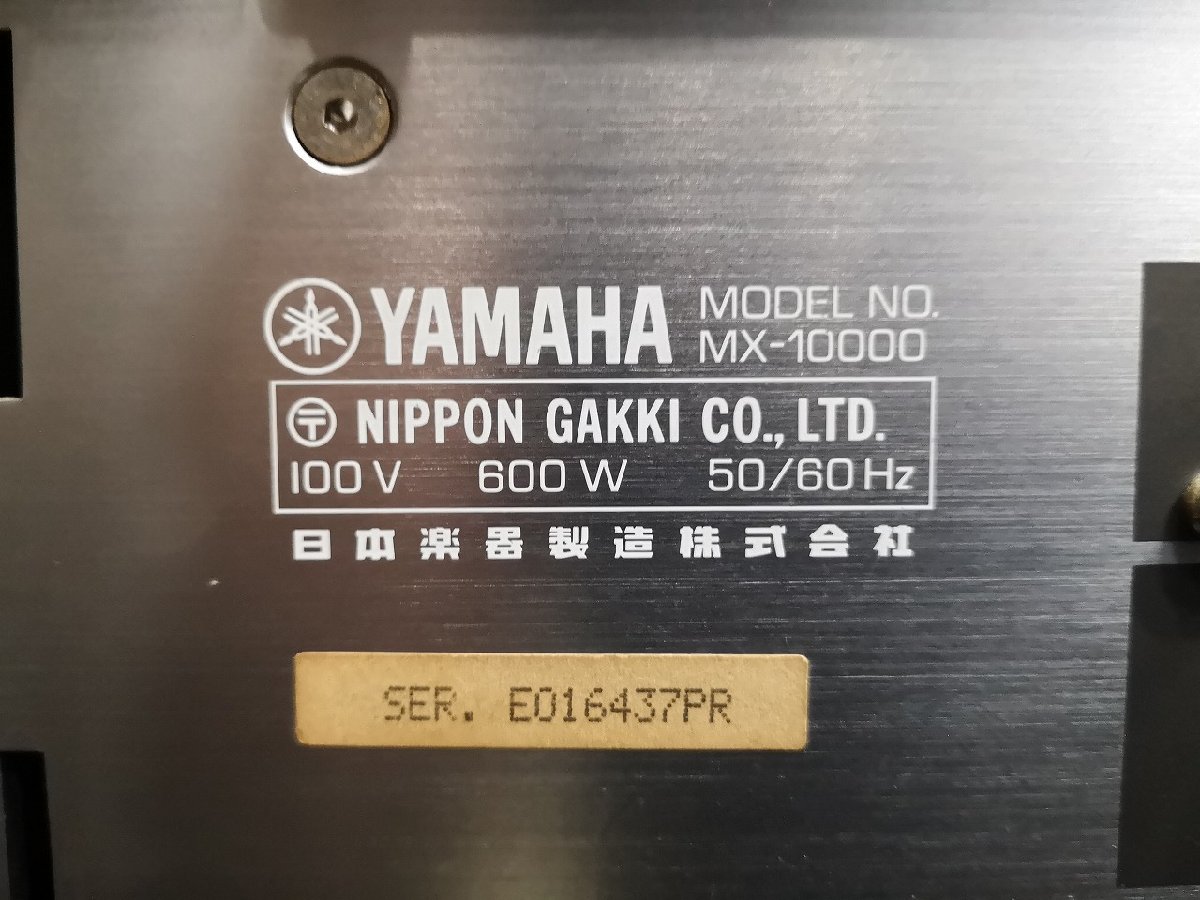 YAMAHA MODEL NO.
MX-10000
〒 NIPPON GAKKI CO., LTD.
100 V 600 W 50/60 Hz
日本楽器製造株式会社
SER. E016437PR